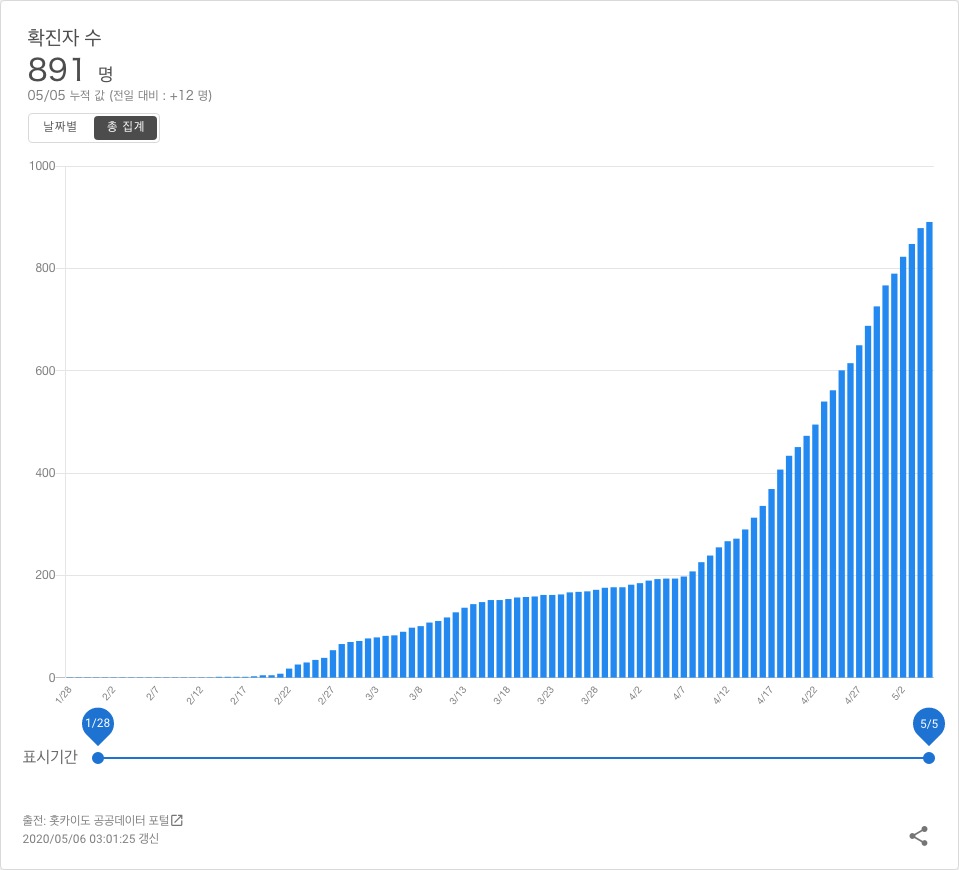 확진자 수
891 명
05/05 누적 값 (전일 대비 : +12 명)
날짜별 총 집계
1000
800
600
400
200
0
1/28 2/2 2/7 2/12 2/17 2/22 2/27 3/3 3/8 3/13 3/18 3/23 3/28 4/2 4/7 4/12 4/17 4/22 4/27 5/2
1/28 5/5
표시기간
출전: 홋카이도 공공데이터 포털
2020/05/06 03:01:25 갱신